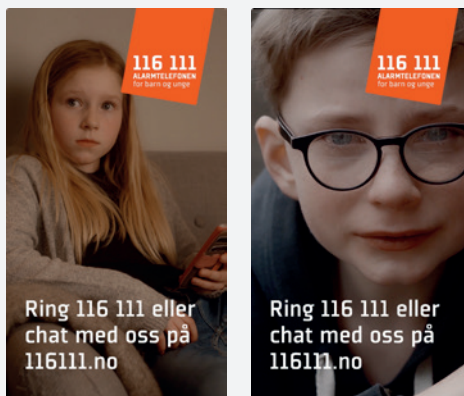 116 111
ALARMTELEFONEN
for barn og unge
Ring 116 111 eller
chat med oss på
116111.no
116 111
ALARMTELEFONEN
for barn og unge
Ring 116 111 eller
chat med oss på
116111.no